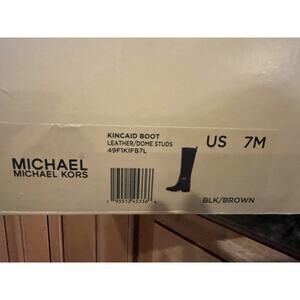 KINCAID BOOT
LEATHER/DOME STUDS
49F1KIFB7L
US 7M
MICHAEL
MICHAEL KORS
BLK/BROWN